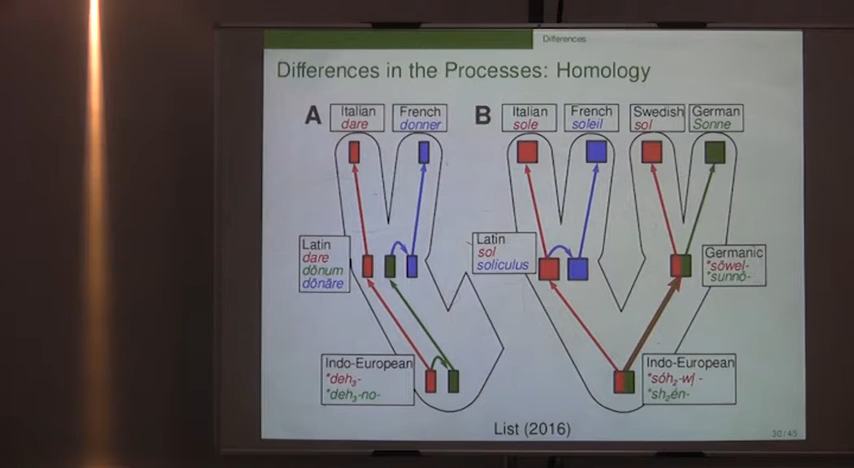 Differences
Differences in the Processes: Homology
A
Italian
dare
French
donner
B
Italian
sole
French
soleil
Swedish
sol
German
Sonne
Latin
dare
dōnum
dōnāre
Latin
sol
soliculus
Germanic
*sōwel-
*sunnō-
Indo-European
*deh₃-
*deh₃-no-
Indo-European
*sóh₂-wl̩ -
*sh₂én-
List (2016)
30/45